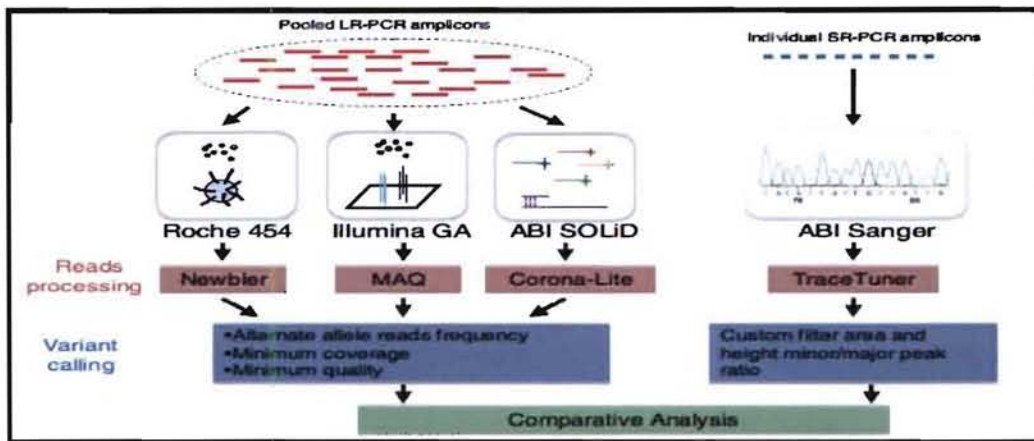 Pooled LR-PCR amplicons
Individual SR-PCR amplicons
Roche 454
Illumina GA
ABI SOLiD
ABI Sanger
Reads
processing
Newbler
MAQ
Corona-Lite
TraceTuner
Variant
calling
•Alternate allele reads frequency
•Minimum coverage
•Minimum quality
Custom filter area and
height minor/major peak
ratio
Comparative Analysis